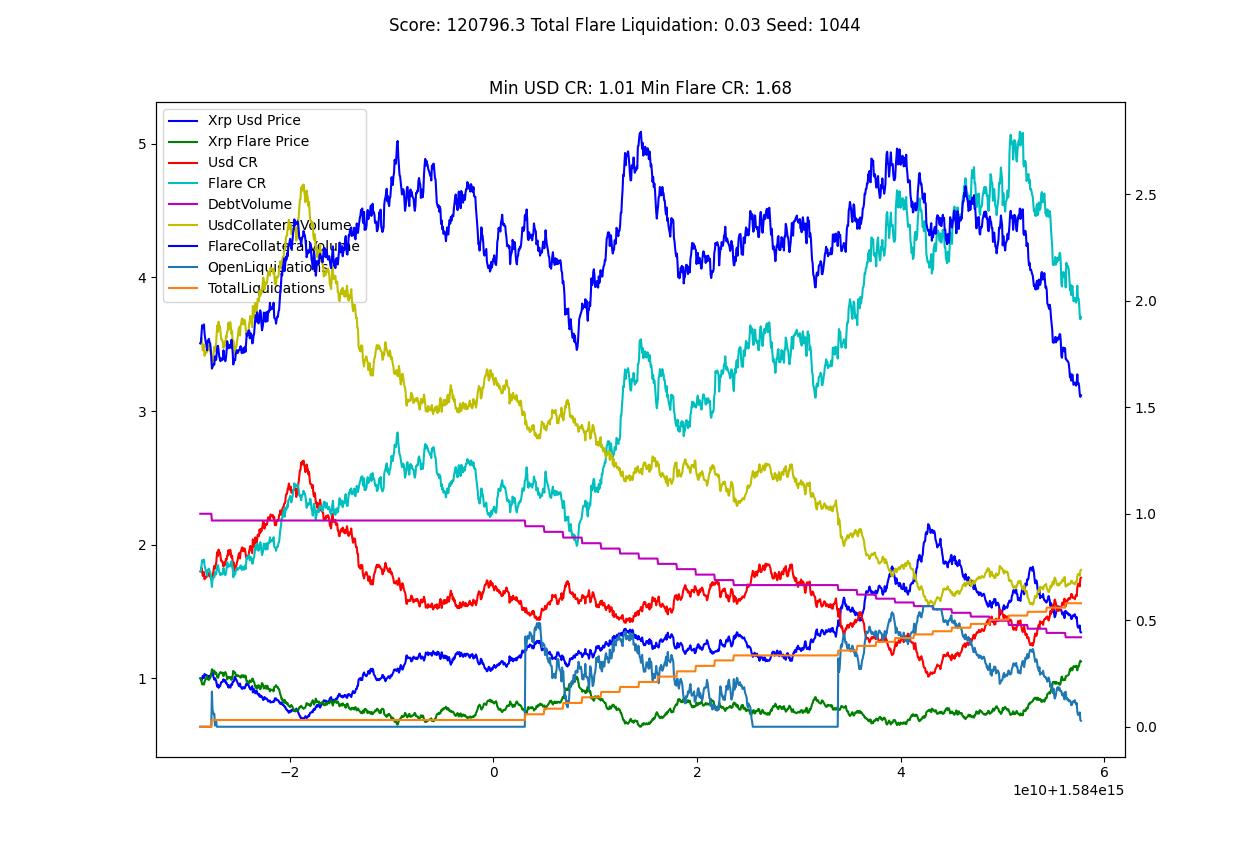 Score: 120796.3 Total Flare Liquidation: 0.03 Seed: 1044
Min USD CR: 1.01 Min Flare CR: 1.68
Xrp Usd Price
Xrp Flare Price
Usd CR
Flare CR
DebtVolume
UsdCollateralVolume
FlareCollateralVolume
OpenLiquidations
TotalLiquidations
5
4
3
2
1
2.5
2.0
1.5
1.0
0.5
0.0
−2
0
2
4
6
1e10+1.584e15